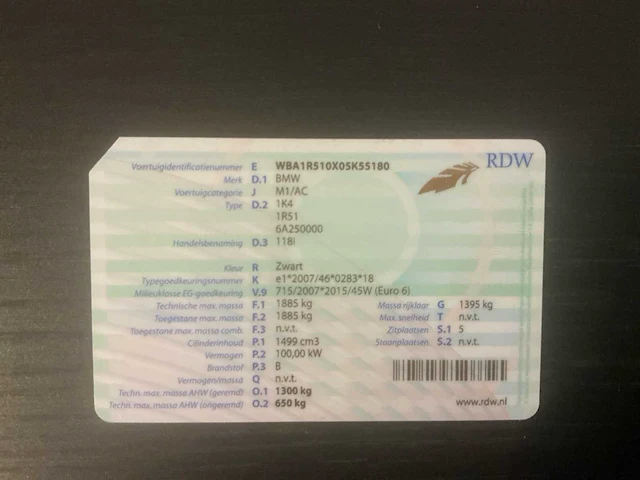 RDW
Voertuigidentificatienummer E WBA1R510X05K55180
Merk D.1 BMW
Voertuigcategorie J M1/AC
Type D.2 1K4
1R51
6A250000
Handelsbenaming D.3 118i
Kleur R Zwart
Typegoedkeuringsnummer K e1*2007/46*0283*18
Milieuklasse EG-goedkeuring V.9 715/2007*2015/45W (Euro 6)
Technische max. massa F.1 1885 kg Massa rijklaar G 1395 kg
Toegestane max. massa F.2 1885 kg Max. snelheid T n.v.t.
Toegestane max. massa comb. F.3 n.v.t. Zitplaatsen S.1 5
Cilinderinhoud P.1 1499 cm3 Staanplaatsen S.2 n.v.t.
Vermogen P.2 100,00 kW
Brandstof P.3 B
Vermogen/massa Q n.v.t.
Techn. max. massa AHW (geremd) O.1 1300 kg
Techn. max. massa AHW (ongeremd) O.2 650 kg
www.rdw.nl